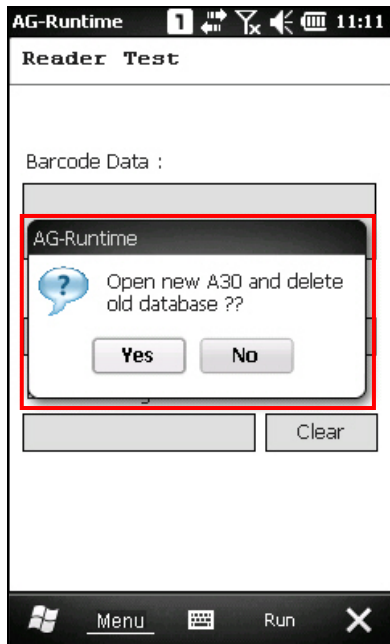 AG-Runtime 1 11:11
Reader Test
Barcode Data :
AG-Runtime
Open new A30 and delete
old database ??
Yes No
Clear
Menu Run